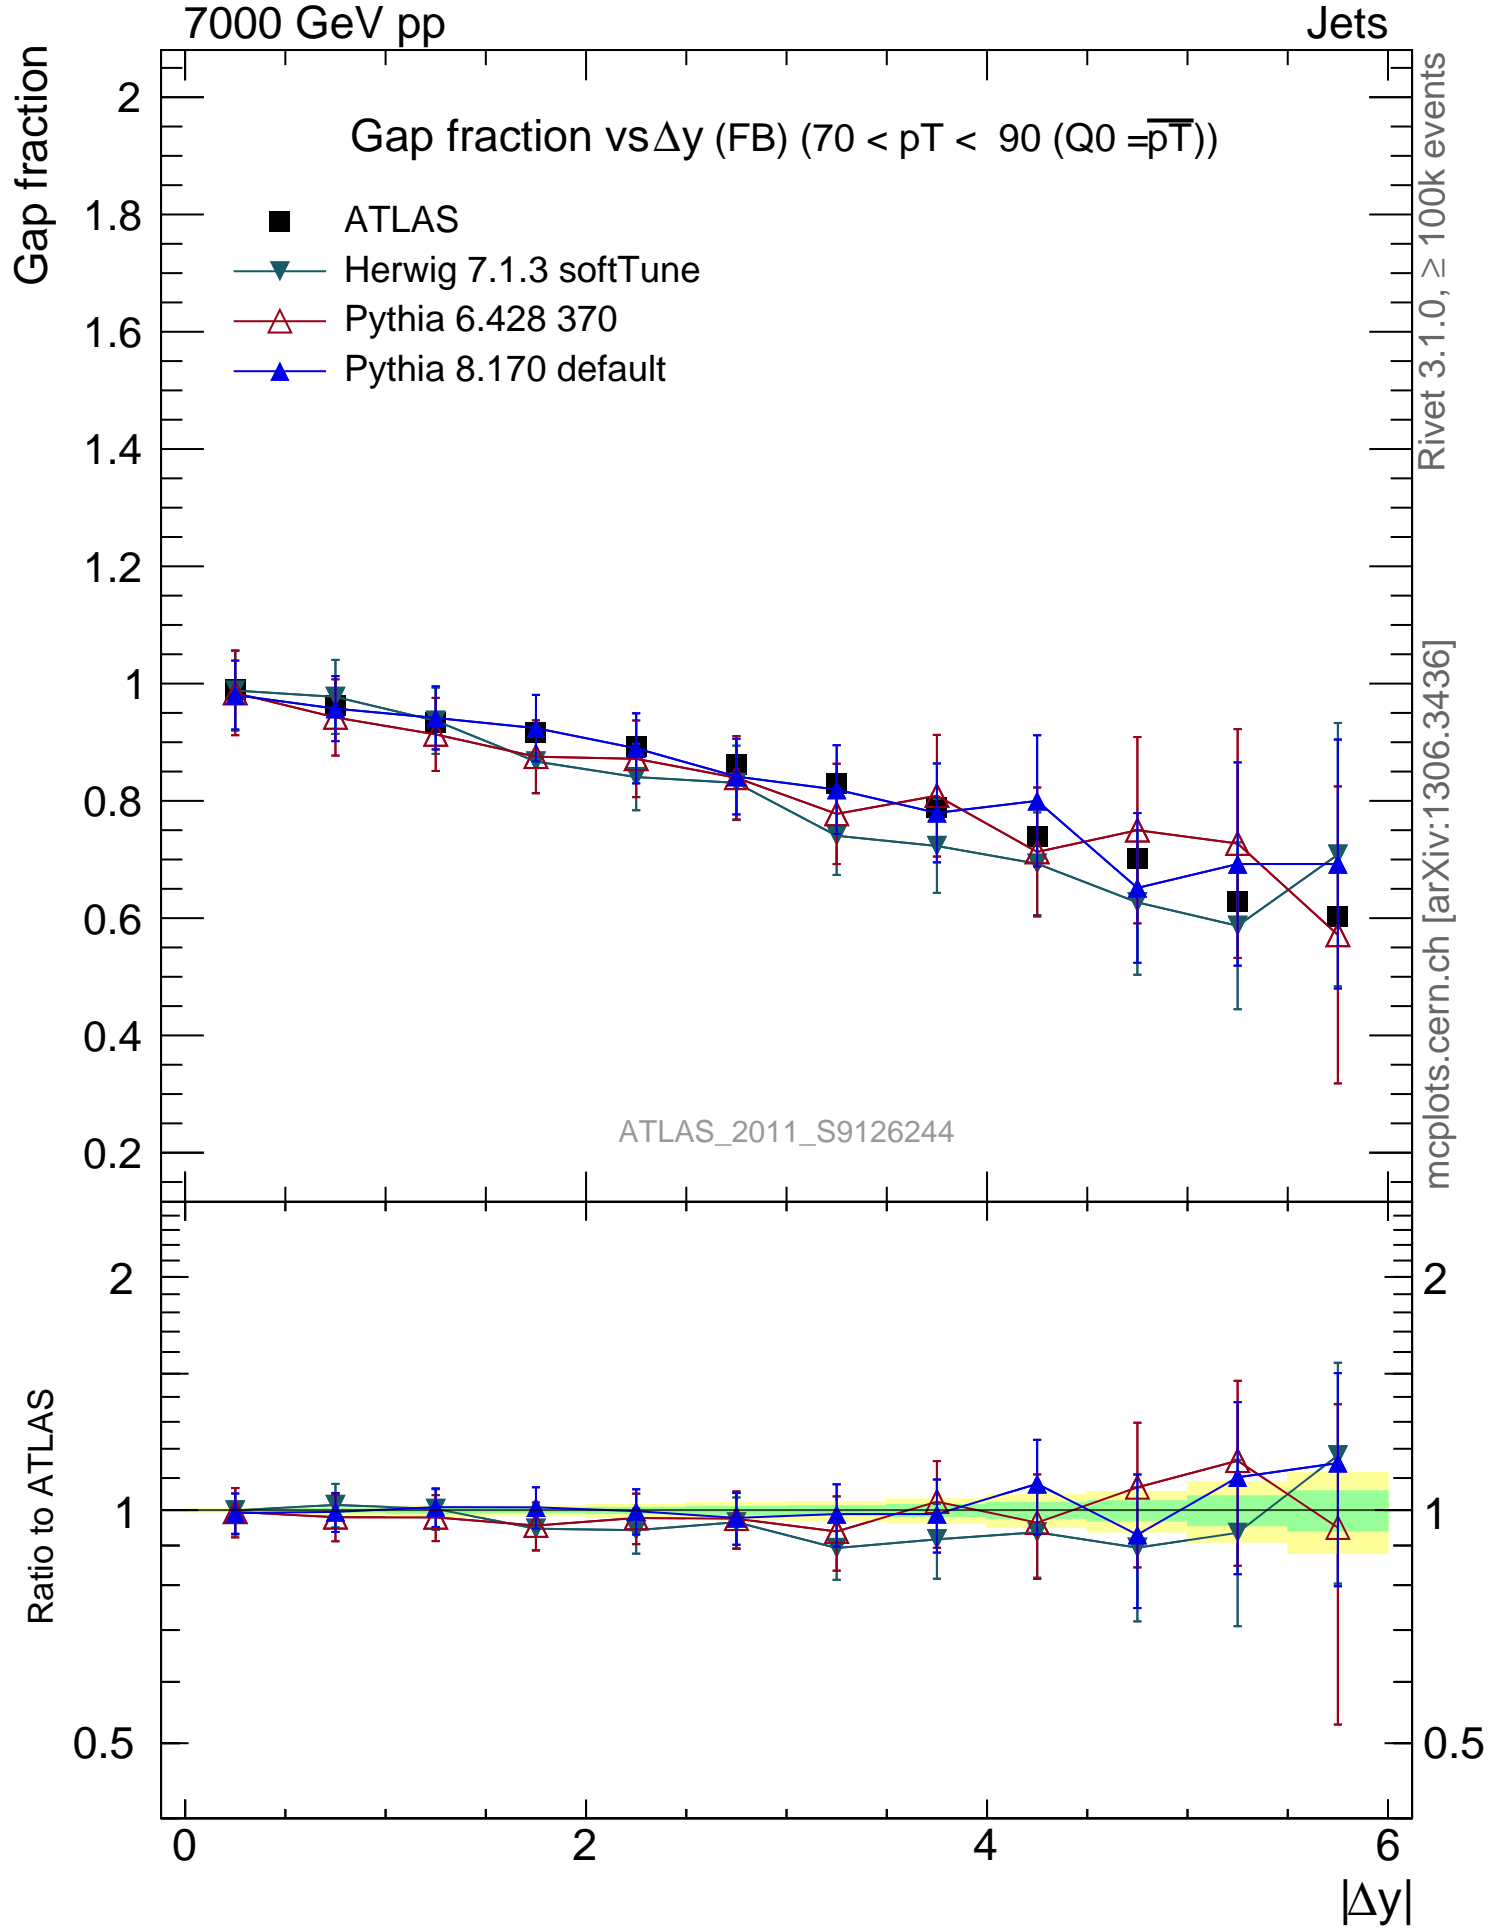 7000 GeV pp
Jets
Gap fraction
Gap fraction vs Δy (FB) (70 < pT < 90 (Q0 =pT))
ATLAS
Herwig 7.1.3 softTune
Pythia 6.428 370
Pythia 8.170 default
2
1.8
1.6
1.4
1.2
1
0.8
0.6
0.4
0.2
ATLAS_2011_S9126244
Rivet 3.1.0, ≥ 100k events
mcplots.cern.ch [arXiv:1306.3436]
Ratio to ATLAS
2
1
0.5
2
1
0.5
0
2
4
6
|Δy|